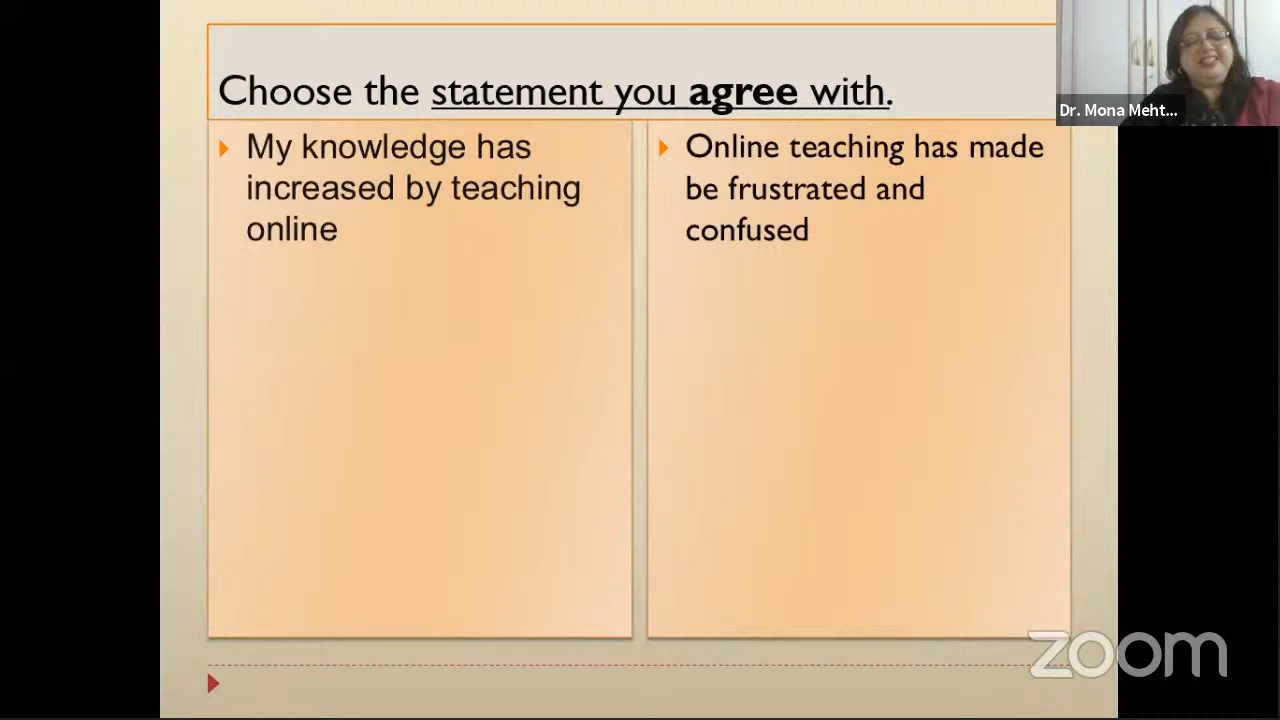 Choose the statement you agree with.
Dr. Mona Meht...
My knowledge has
increased by teaching
online
Online teaching has made
be frustrated and
confused
zoom